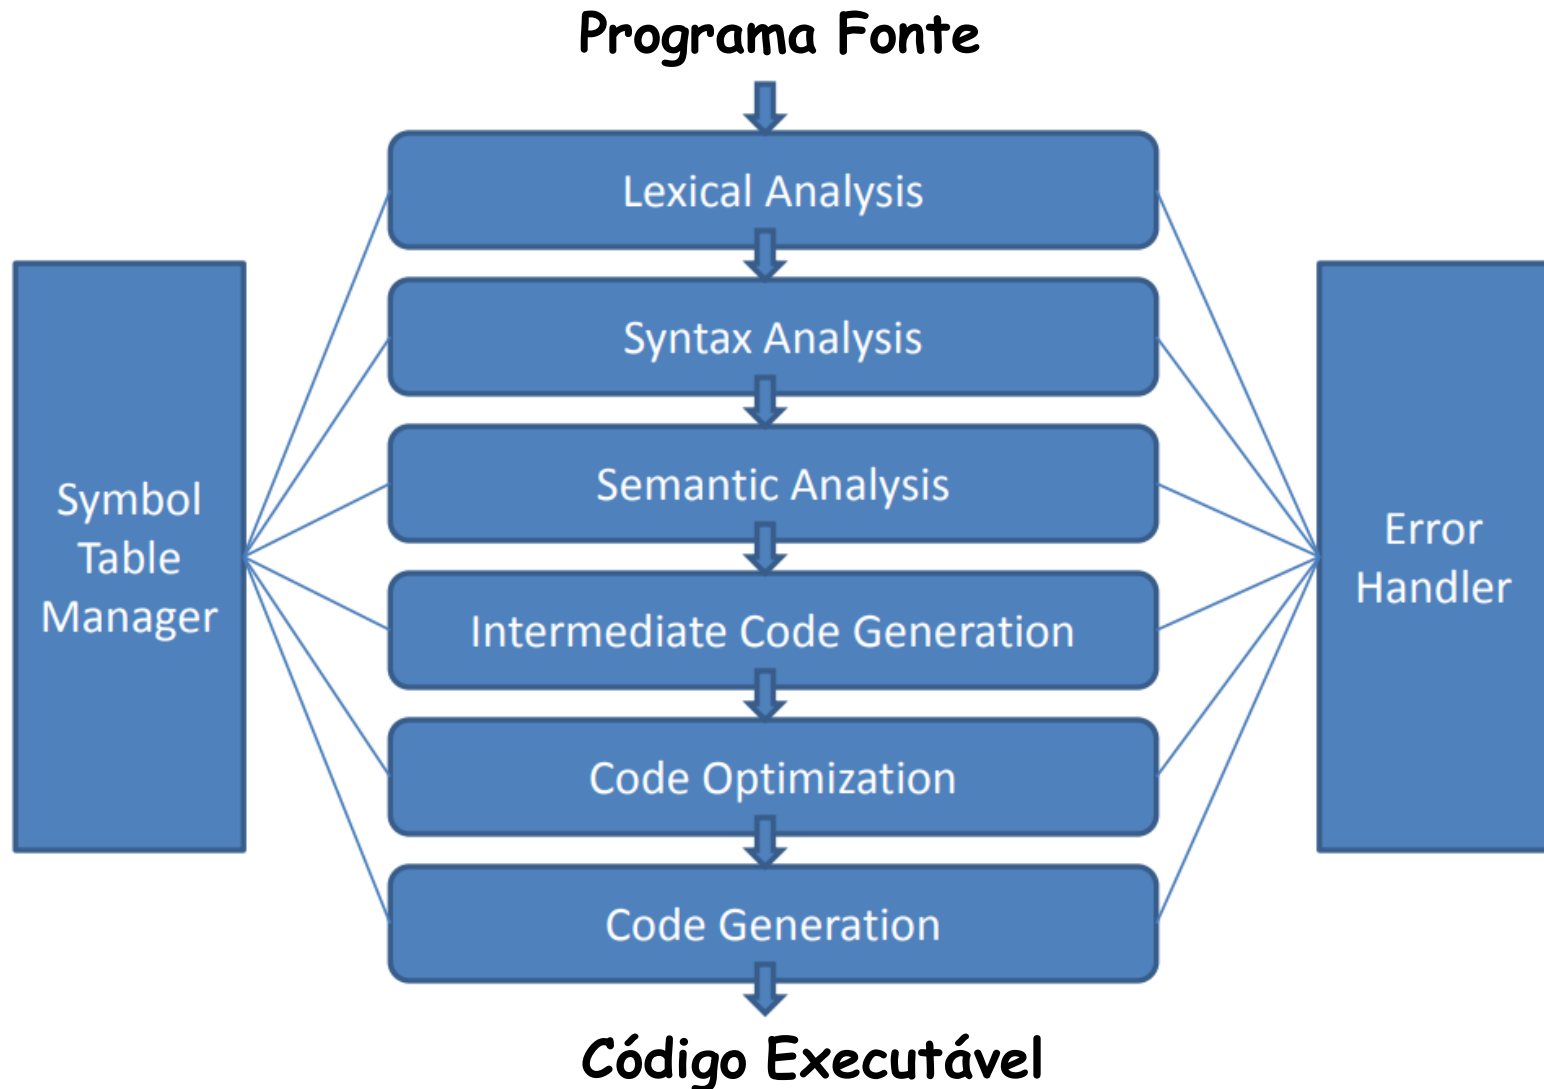 Programa Fonte
Lexical Analysis
Syntax Analysis
Semantic Analysis
Symbol
Table
Manager
Error
Handler
Intermediate Code Generation
Code Optimization
Code Generation
Código Executável